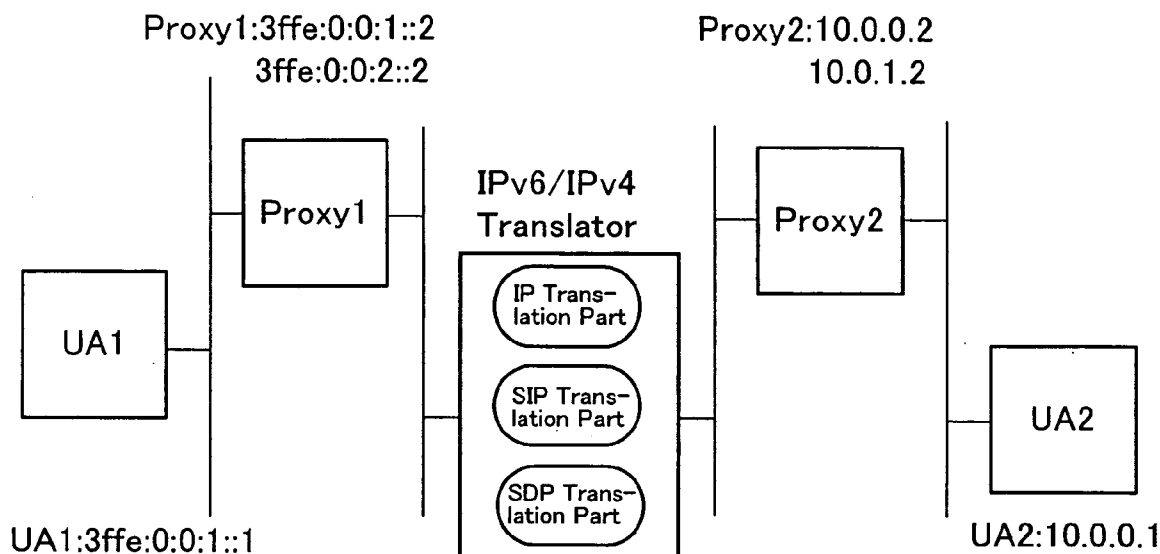 Proxy1:3ffe:0:0:1::2
3ffe:0:0:2::2
Proxy2:10.0.0.2
10.0.1.2
Proxy1
IPv6/IPv4
Translator
Proxy2
IP Trans-
lation Part
UA1
SIP Trans-
lation Part
UA2
SDP Trans-
lation Part
UA1:3ffe:0:0:1::1
UA2:10.0.0.1